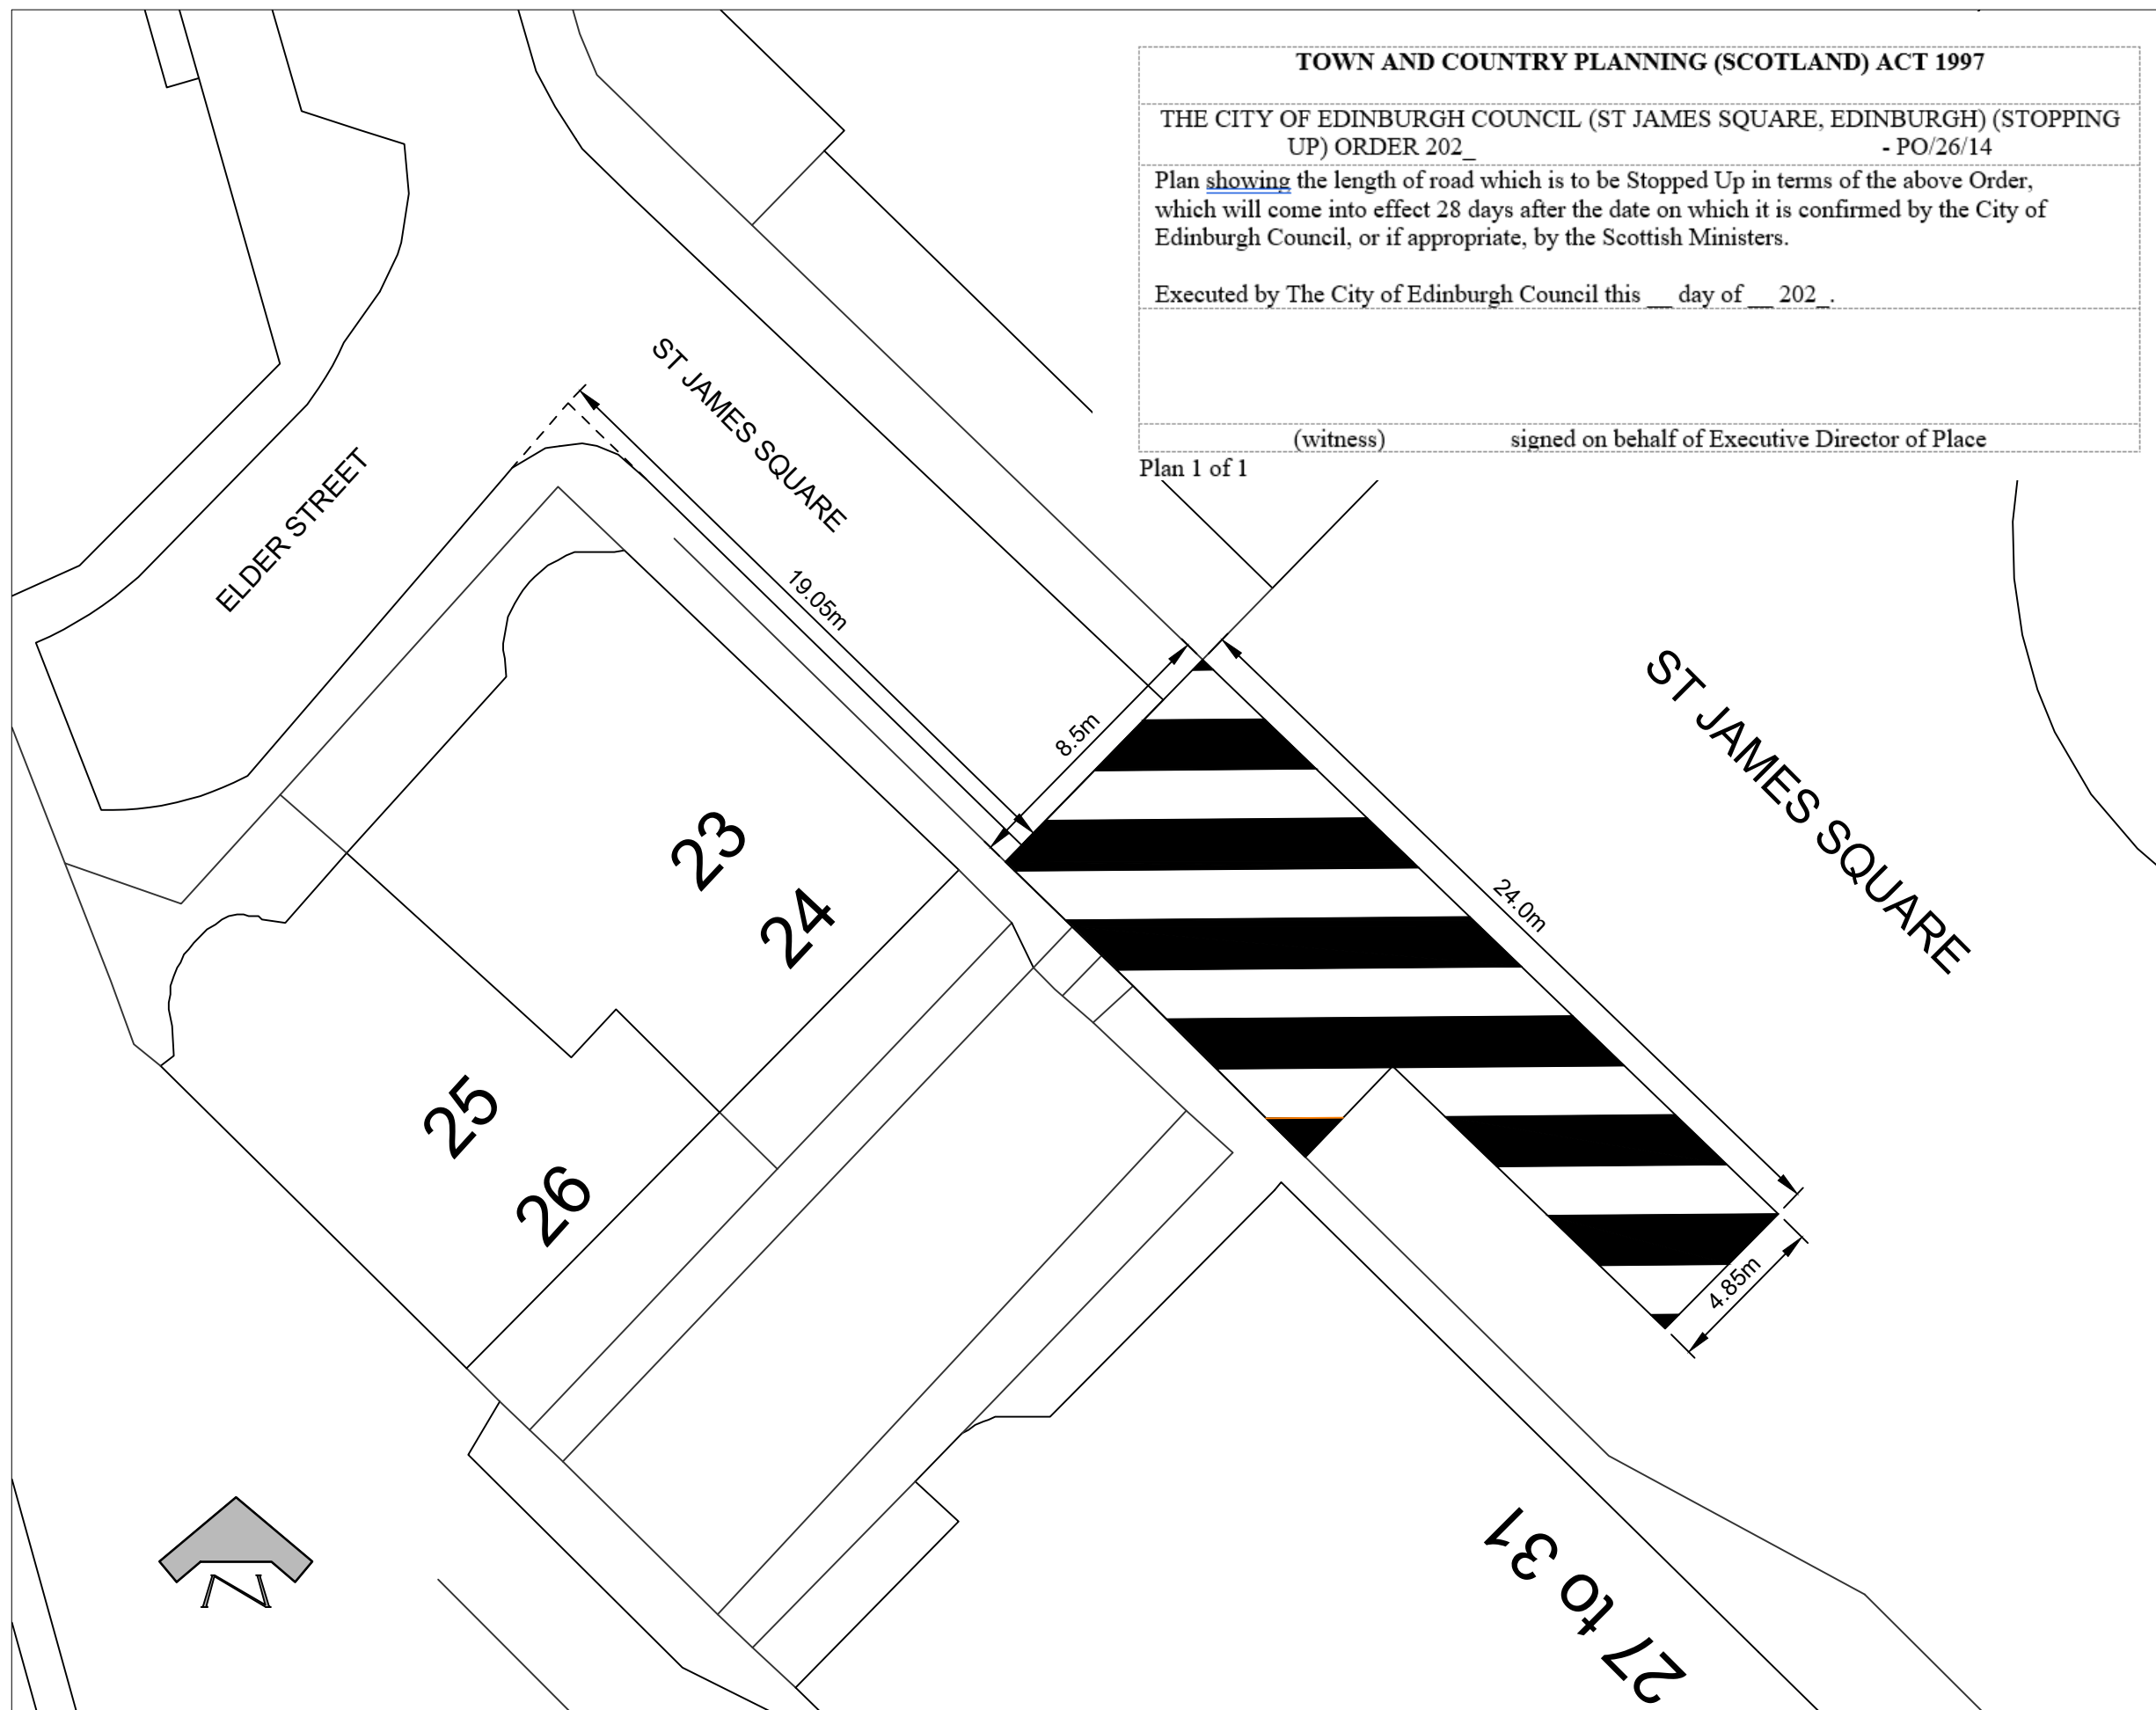 TOWN AND COUNTRY PLANNING (SCOTLAND) ACT 1997
THE CITY OF EDINBURGH COUNCIL (ST JAMES SQUARE, EDINBURGH) (STOPPING
UP) ORDER 202_ - PO/26/14
Plan showing the length of road which is to be Stopped Up in terms of the above Order,
which will come into effect 28 days after the date on which it is confirmed by the City of
Edinburgh Council, or if appropriate, by the Scottish Ministers.
Executed by The City of Edinburgh Council this __ day of __ 202_.
(witness) signed on behalf of Executive Director of Place
Plan 1 of 1
ST JAMES SQUARE
ELDER STREET
19.05m
8.5m
ST JAMES SQUARE
24.0m
23
24
25
26
4.85m
27 to 31
N